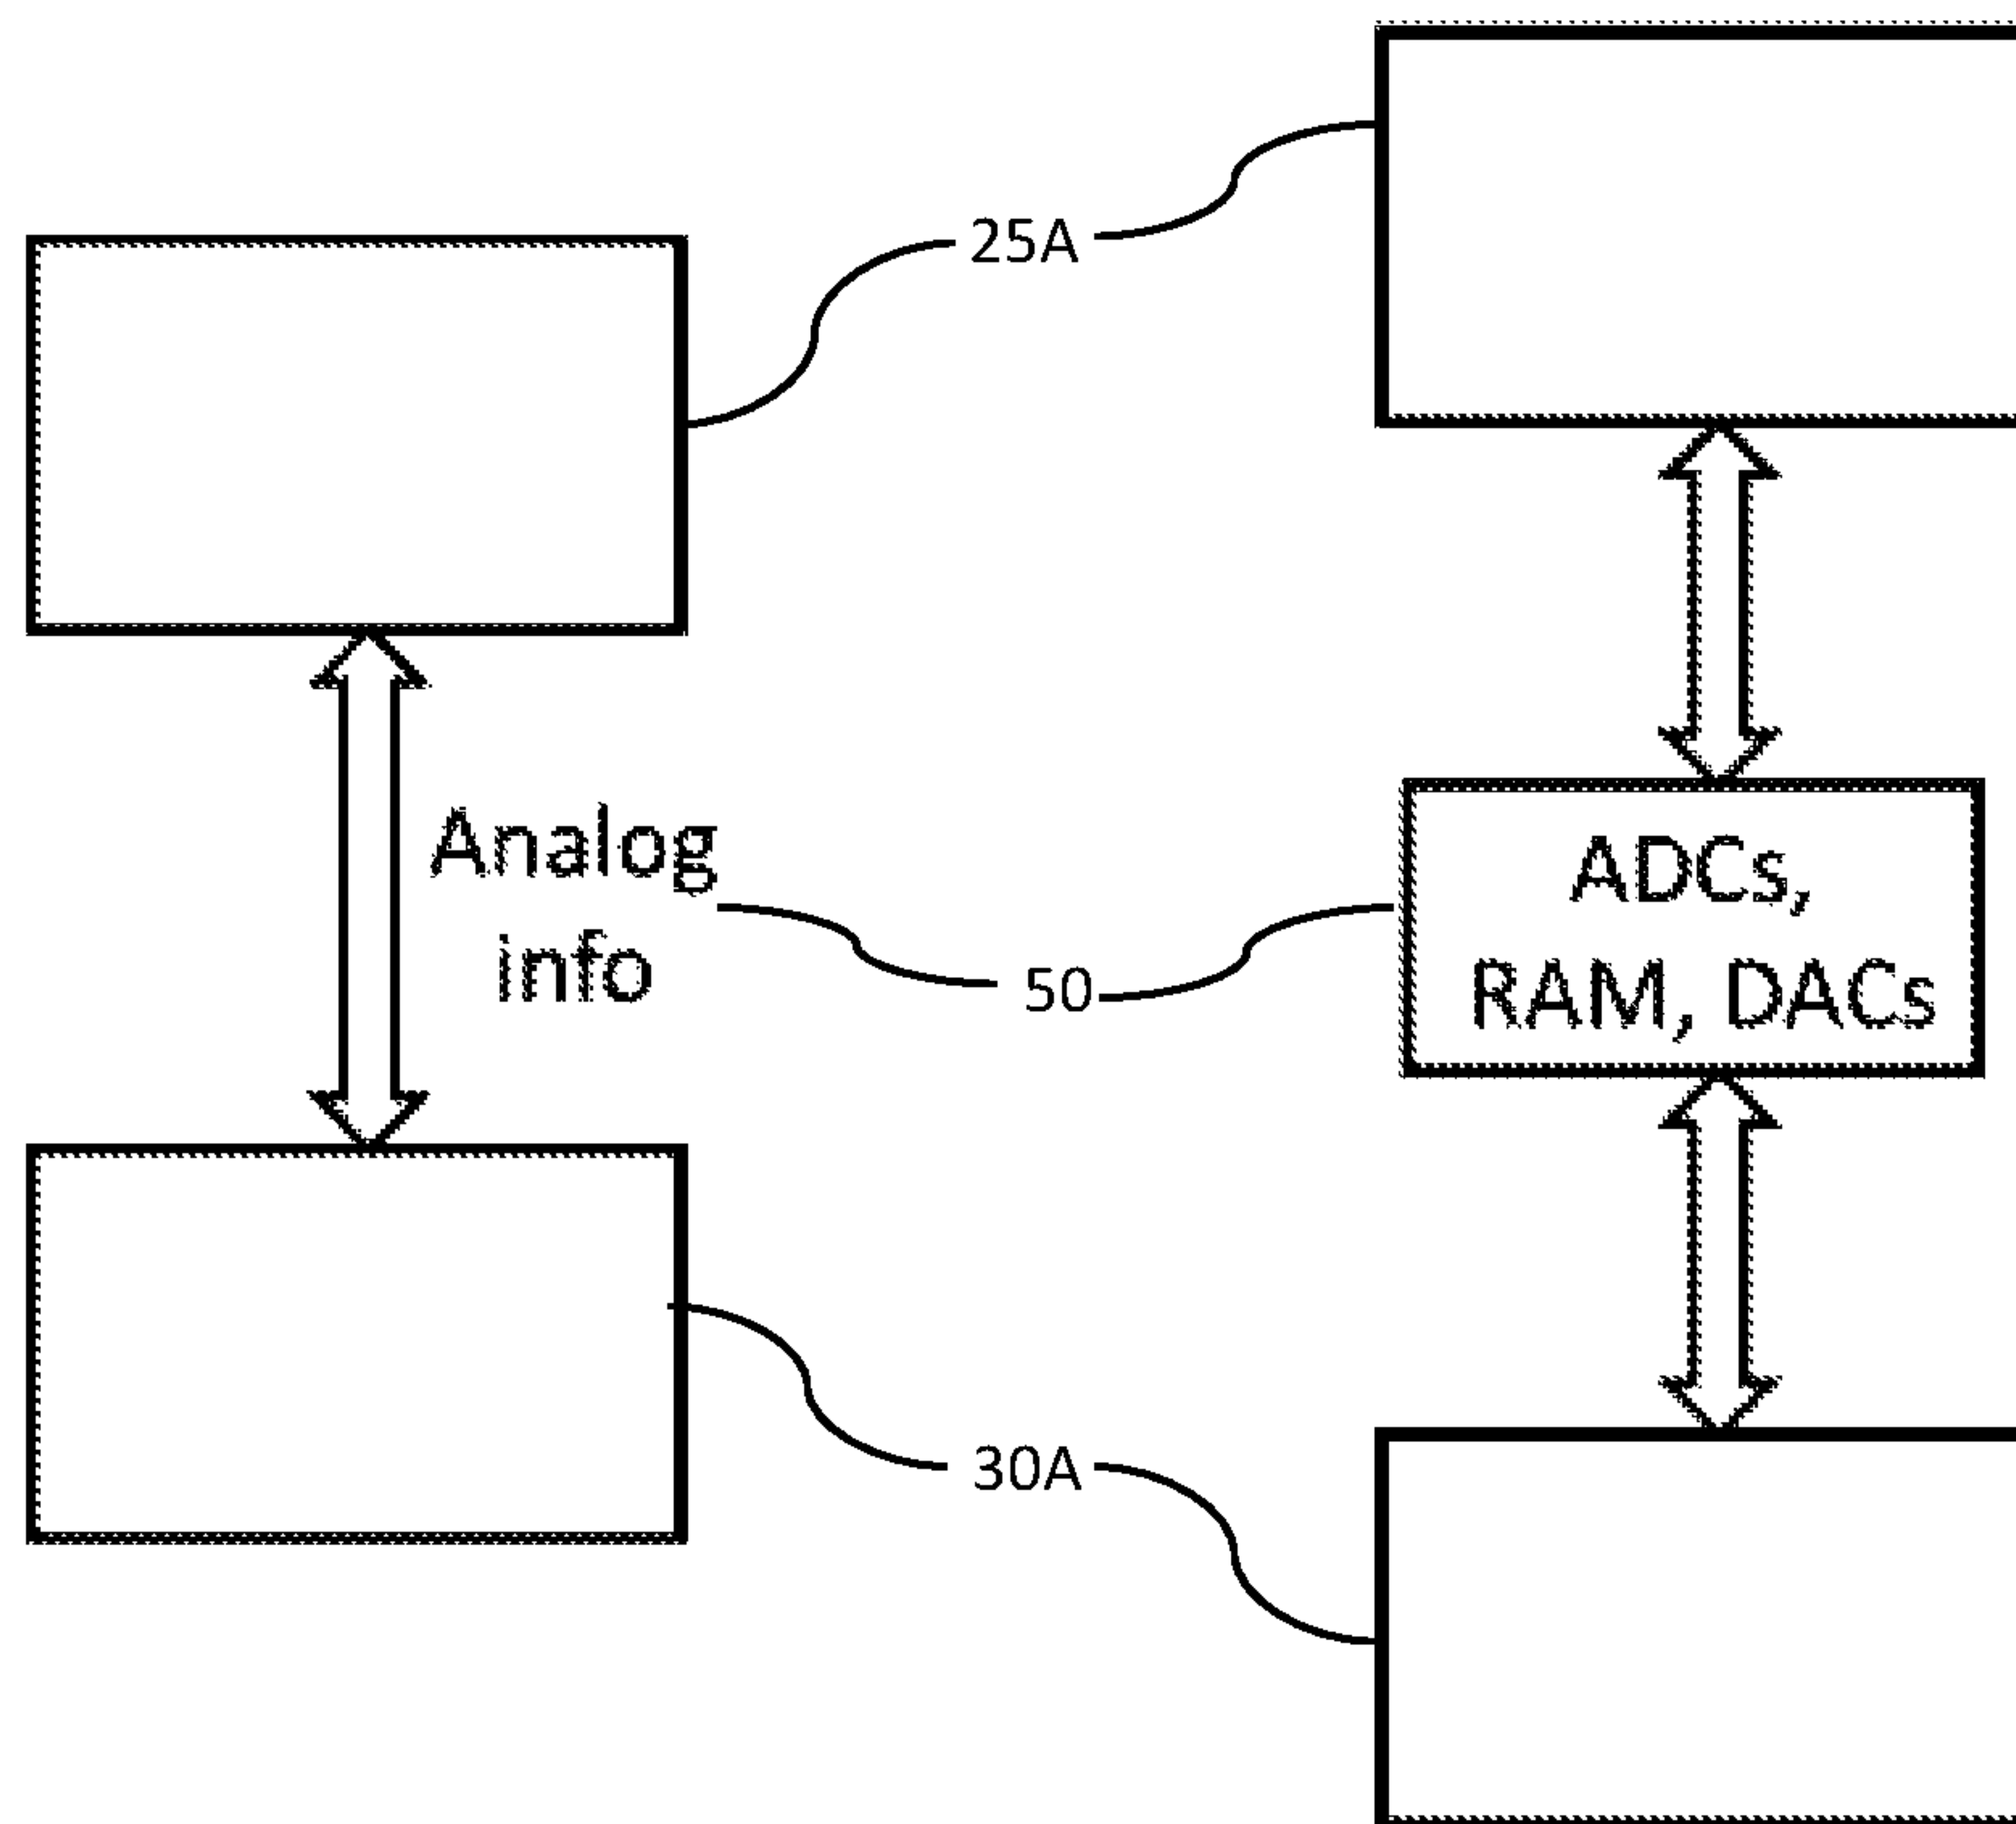 25A
Analog
info
ADCs,
RAM, DACs
50
30A